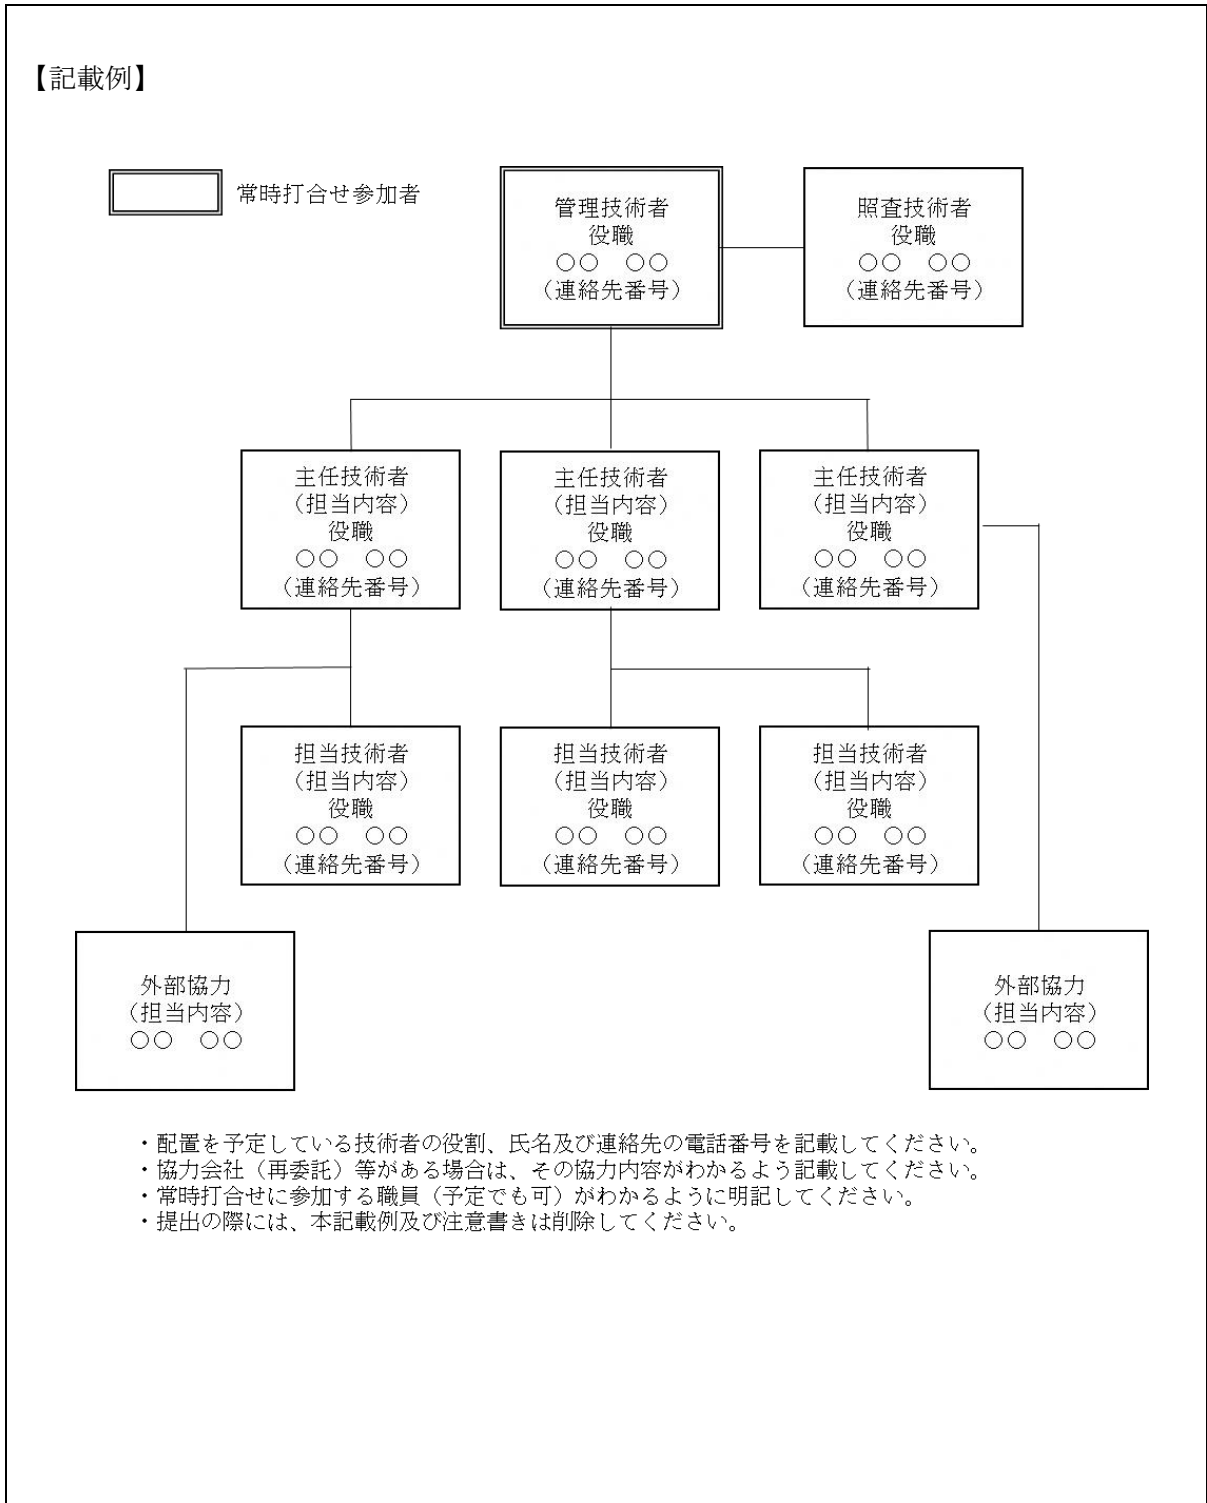 【記載例】
常時打合せ参加者
管理技術者
役職
○○　○○
（連絡先番号）
照査技術者
役職
○○　○○
（連絡先番号）
主任技術者
（担当内容）
役職
○○　○○
（連絡先番号）
主任技術者
（担当内容）
役職
○○　○○
（連絡先番号）
主任技術者
（担当内容）
役職
○○　○○
（連絡先番号）
担当技術者
（担当内容）
役職
○○　○○
（連絡先番号）
担当技術者
（担当内容）
役職
○○　○○
（連絡先番号）
担当技術者
（担当内容）
役職
○○　○○
（連絡先番号）
外部協力
（担当内容）
○○　○○
外部協力
（担当内容）
○○　○○
・配置を予定している技術者の役割、氏名及び連絡先の電話番号を記載してください。
・協力会社（再委託）等がある場合は、その協力内容がわかるよう記載してください。
・常時打合せに参加する職員（予定でも可）がわかるように明記してください。
・提出の際には、本記載例及び注意書きは削除してください。